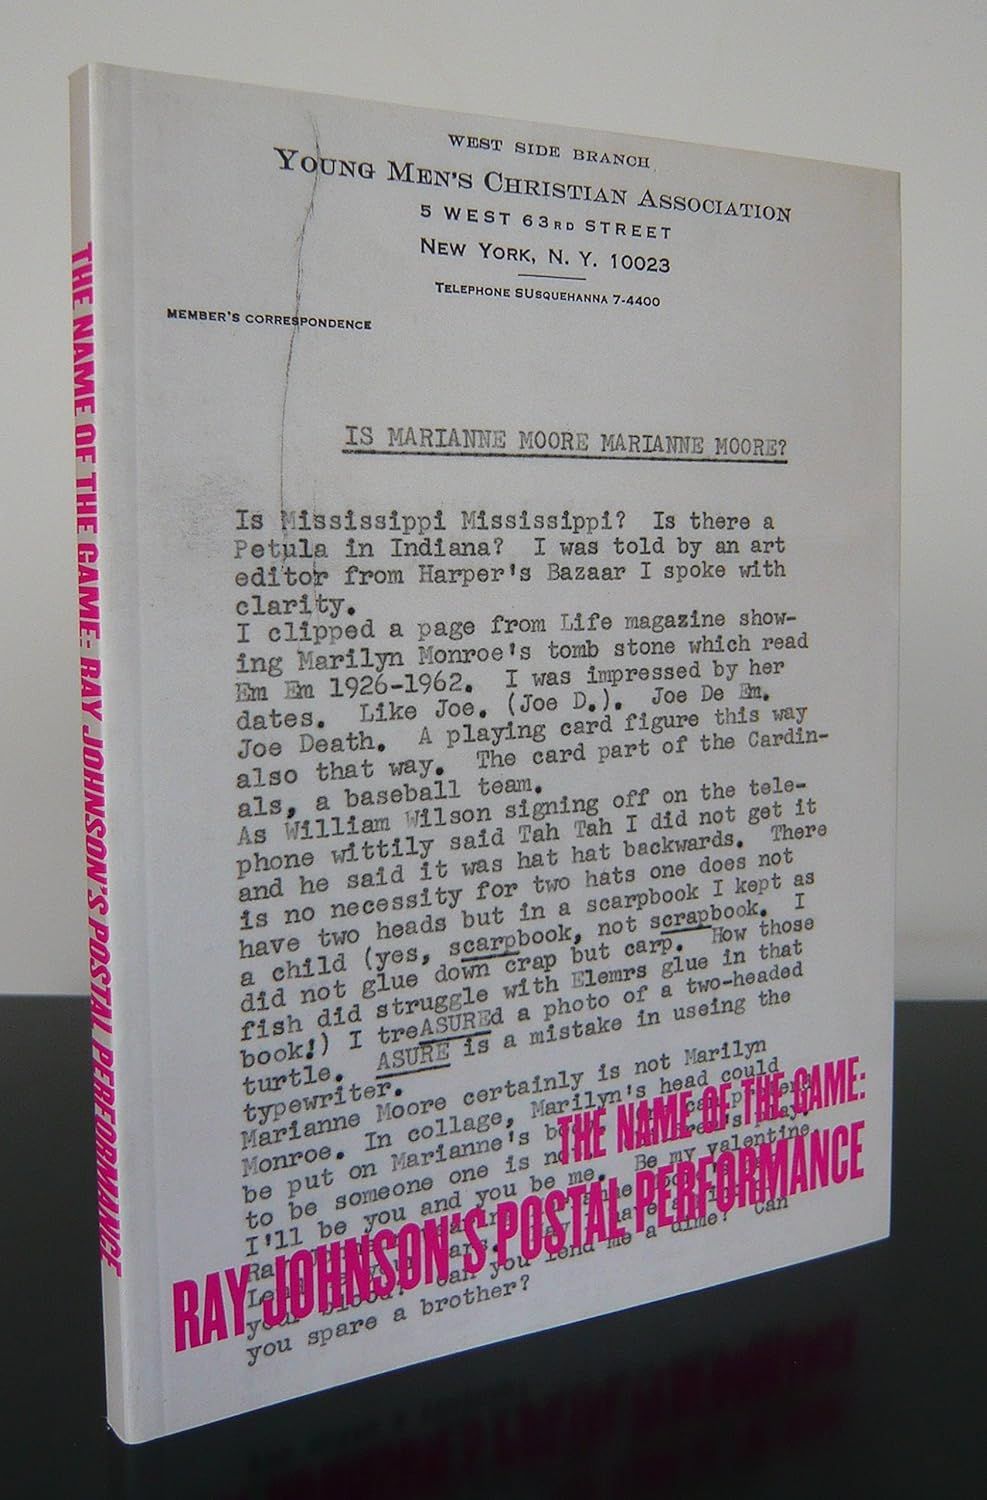 WEST SIDE BRANCH
YOUNG MEN'S CHRISTIAN ASSOCIATION
5 WEST 63RD STREET
NEW YORK, N. Y. 10023
TELEPHONE SUSQUEHANNA 7-4400
MEMBER'S CORRESPONDENCE
IS MARIANNE MOORE MARIANNE MOORE?
Is Mississippi Mississippi? Is there a
Petula in Indiana? I was told by an art
editor from Harper's Bazaar I spoke with
clarity.
I clipped a page from Life magazine show-
ing Marilyn Monroe's tomb stone which read
Em Em 1926-1962. I was impressed by her
dates. Like Joe. (Joe D.). Joe De Em.
Joe Death. A playing card figure this way
also that way. The card part of the Cardin-
als, a baseball team.
As William Wilson signing off on the tele-
phone wittily said Tah Tah I did not get it
and he said it was hat hat backwards. There
is no necessity for two hats one does not
have two heads but in a scarpbook I kept as
a child (yes, scarpbook, not scrapbook. I
did not glue down crap but carp. How those
fish did struggle with Elemrs glue in that
book!) I treASUREd a photo of a two-headed
turtle. ASURE is a mistake in useing the
typewriter.
Marianne Moore certainly is not Marilyn
Monroe. In collage, Marilyn's head could
be put on Marianne's
to be someone one is
I'll be you and you be me. Be my valentine
you lend me a dime? Can
you spare a brother?
THE NAME OF THE GAME:
RAY JOHNSON'S POSTAL PERFORMANCE
THE NAME OF THE GAME: RAY JOHNSON'S POSTAL PERFORMANCE